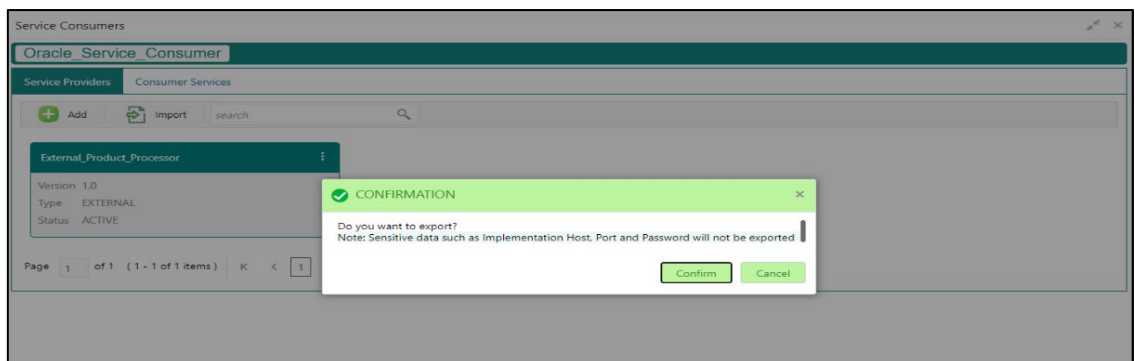 Service Consumers
Oracle_Service_Consumer
Service Providers Consumer Services
Add Import search
External_Product_Processor
Version 1.0
Type EXTERNAL
Status ACTIVE
CONFIRMATION
Do you want to export?
Note: Sensitive data such as Implementation Host, Port and Password will not be exported
Confirm Cancel
Page 1 of 1 (1 - 1 of 1 items) K < 1